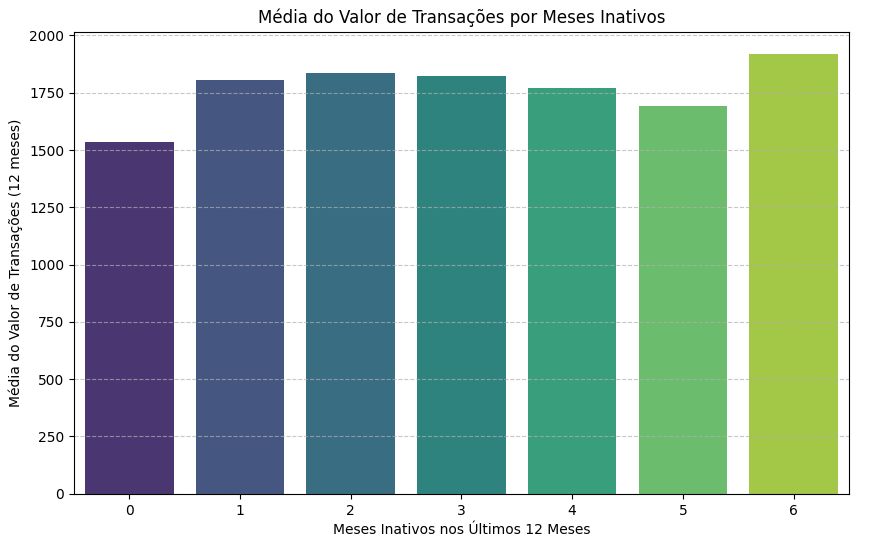 Média do Valor de Transações por Meses Inativos
Média do Valor de Transações (12 meses)
2000
1750
1500
1250
1000
750
500
250
0
0 1 2 3 4 5 6
Meses Inativos nos Últimos 12 Meses